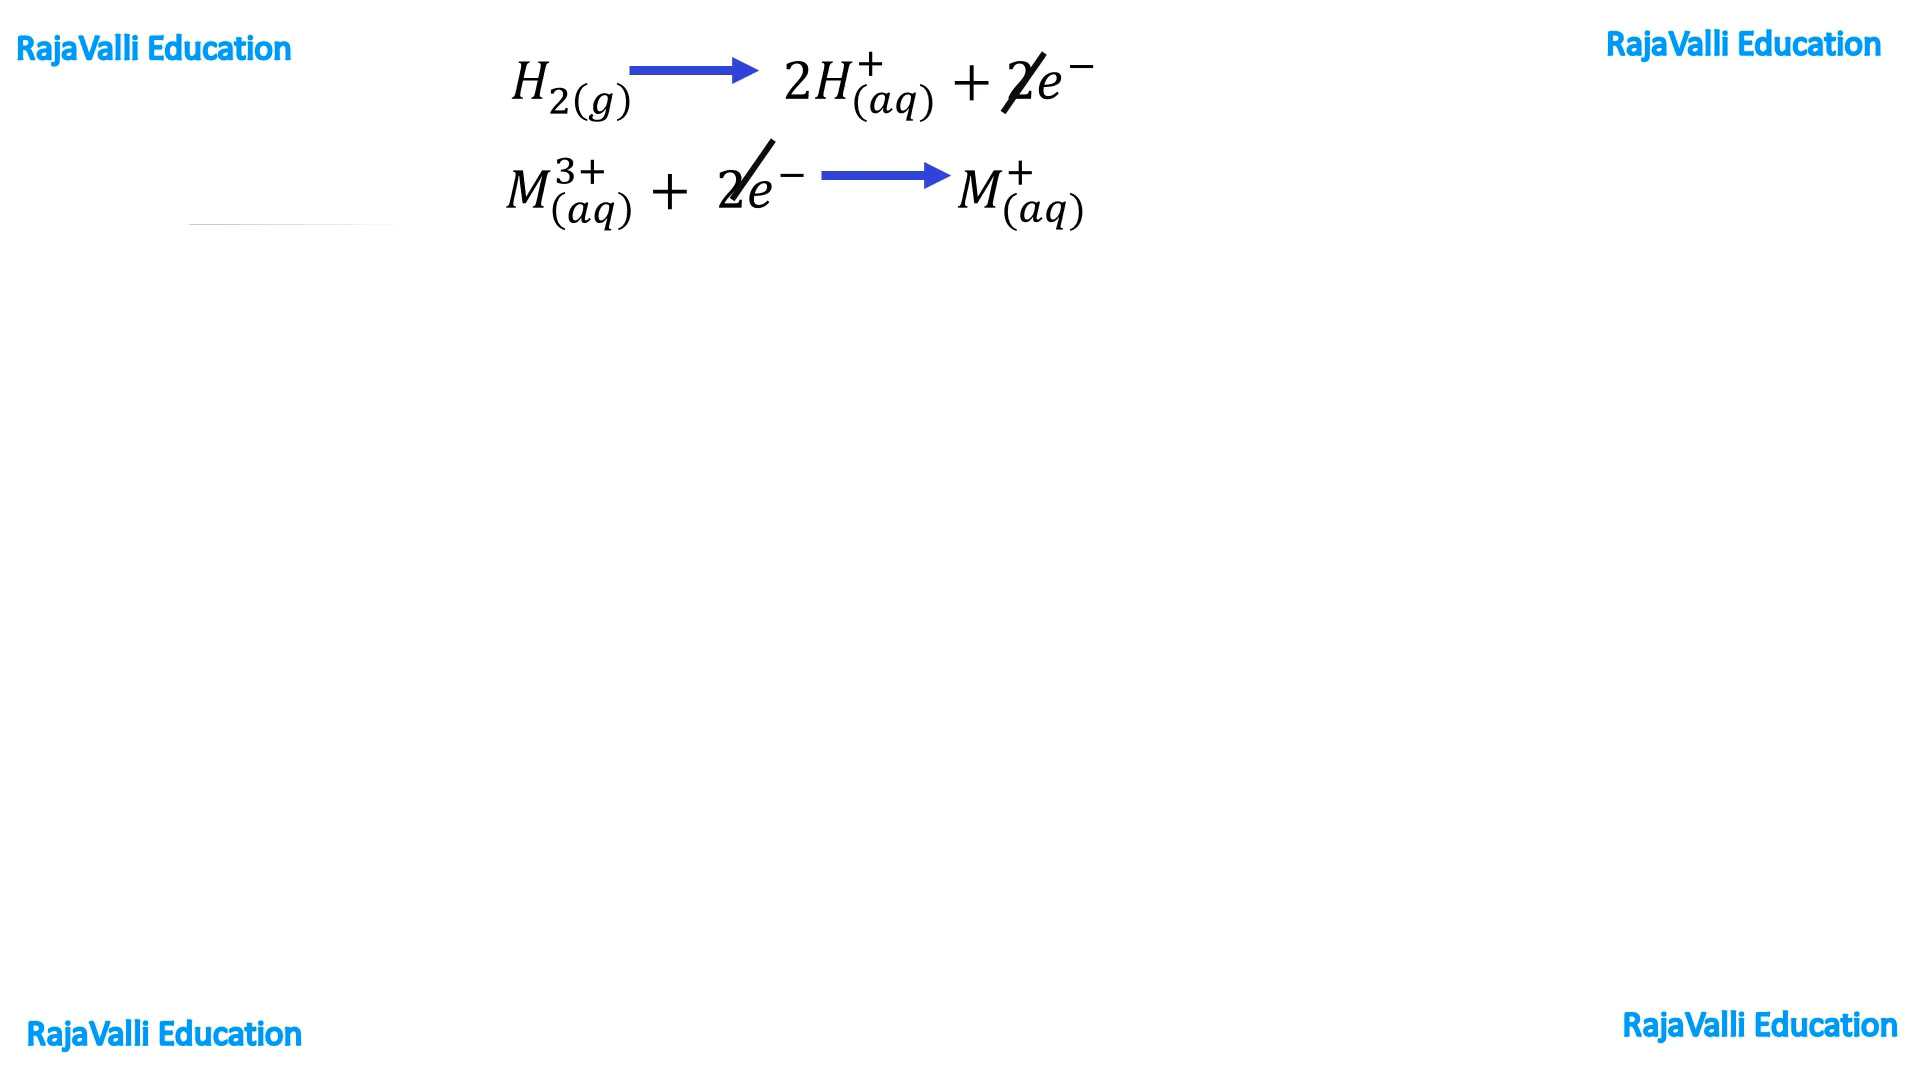 RajaValli Education
RajaValli Education
H₂(g) → 2H⁺(aq) + 2e⁻
M³⁺(aq) + 2e⁻ → M⁺(aq)
RajaValli Education
RajaValli Education